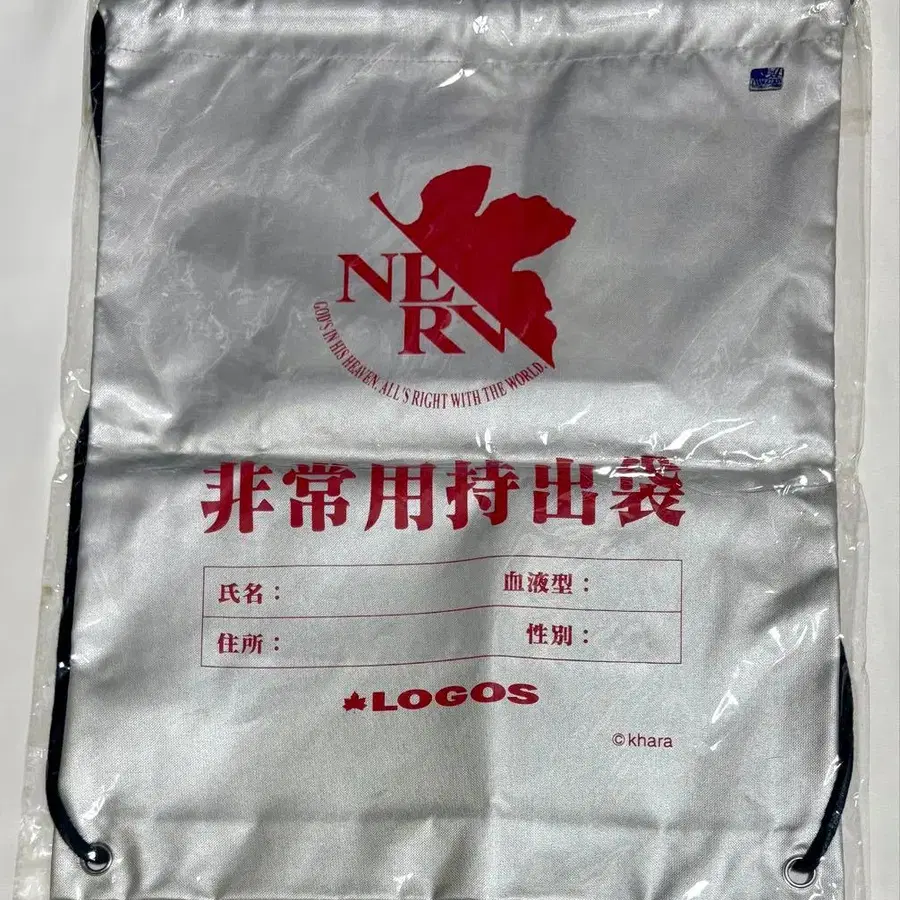 NERV
GOD'S IN HIS HEAVEN, ALL'S RIGHT WITH THE WORLD.
非常用持出袋
氏名： 血液型：
住所： 性別：
LOGOS
©khara